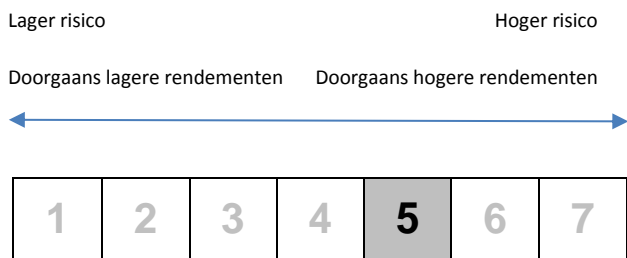 Lager risico Hoger risico
Doorgaans lagere rendementen Doorgaans hogere rendementen
1 2 3 4 5 6 7